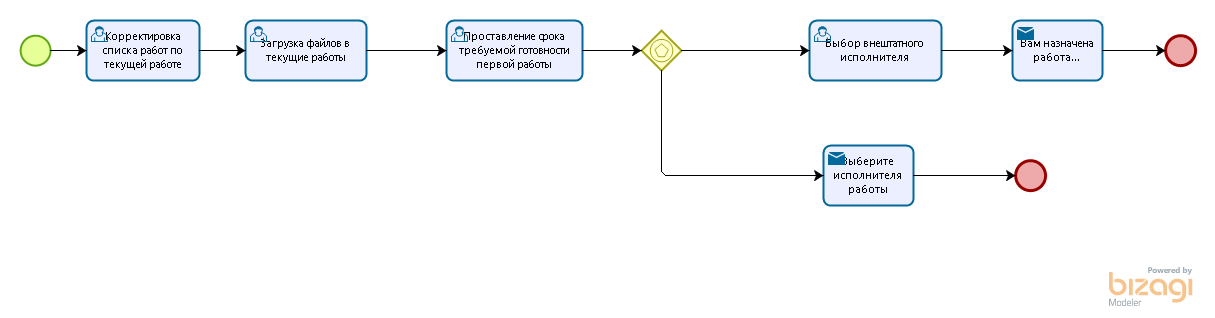 Корректировка
списка работ по
текущей работе
Загрузка файлов в
текущие работы
Проставление срока
требуемой готовности
первой работы
Выбор внештатного
исполнителя
Вам назначена
работа...
Выберите
исполнителя
работы
Powered by
bizagi
Modeler